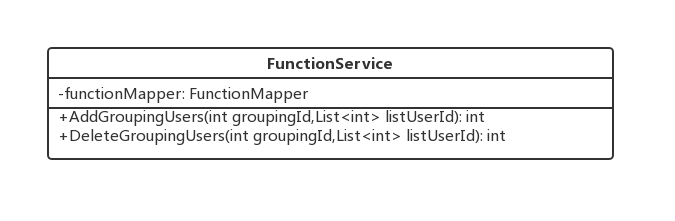 FunctionService
-functionMapper: FunctionMapper
+AddGroupingUsers(int groupingId,List<int> listUserId): int
+DeleteGroupingUsers(int groupingId,List<int> listUserId): int